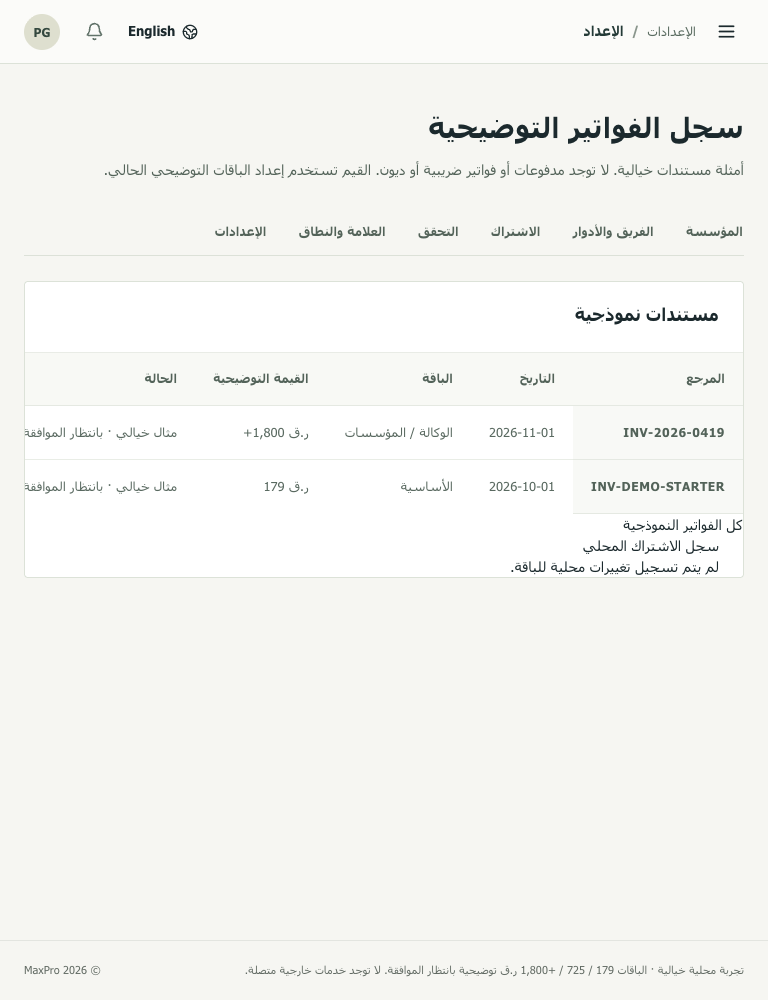 الإعدادات / الإعداد
English
PG
سجل الفواتير التوضيحية
أمثلة مستندات خيالية. لا توجد مدفوعات أو فواتير ضريبية أو ديون. القيم تستخدم إعداد الباقات التوضيحي الحالي.
المؤسسة الفريق والأدوار الاشتراك التحقق العلامة والنطاق الإعدادات
مستندات نموذجية
المرجع التاريخ الباقة القيمة التوضيحية الحالة
INV-2026-0419 2026-11-01 الوكالة / المؤسسات ر.ق 1,800+ مثال خيالي · بانتظار الموافقة
INV-DEMO-STARTER 2026-10-01 الأساسية ر.ق 179 مثال خيالي · بانتظار الموافقة
كل الفواتير النموذجية
سجل الاشتراك المحلي
لم يتم تسجيل تغييرات محلية للباقة.
تجربة محلية خيالية · الباقات 179 / 725 / 1,800+ ر.ق توضيحية بانتظار الموافقة. لا توجد خدمات خارجية متصلة.
© 2026 MaxPro